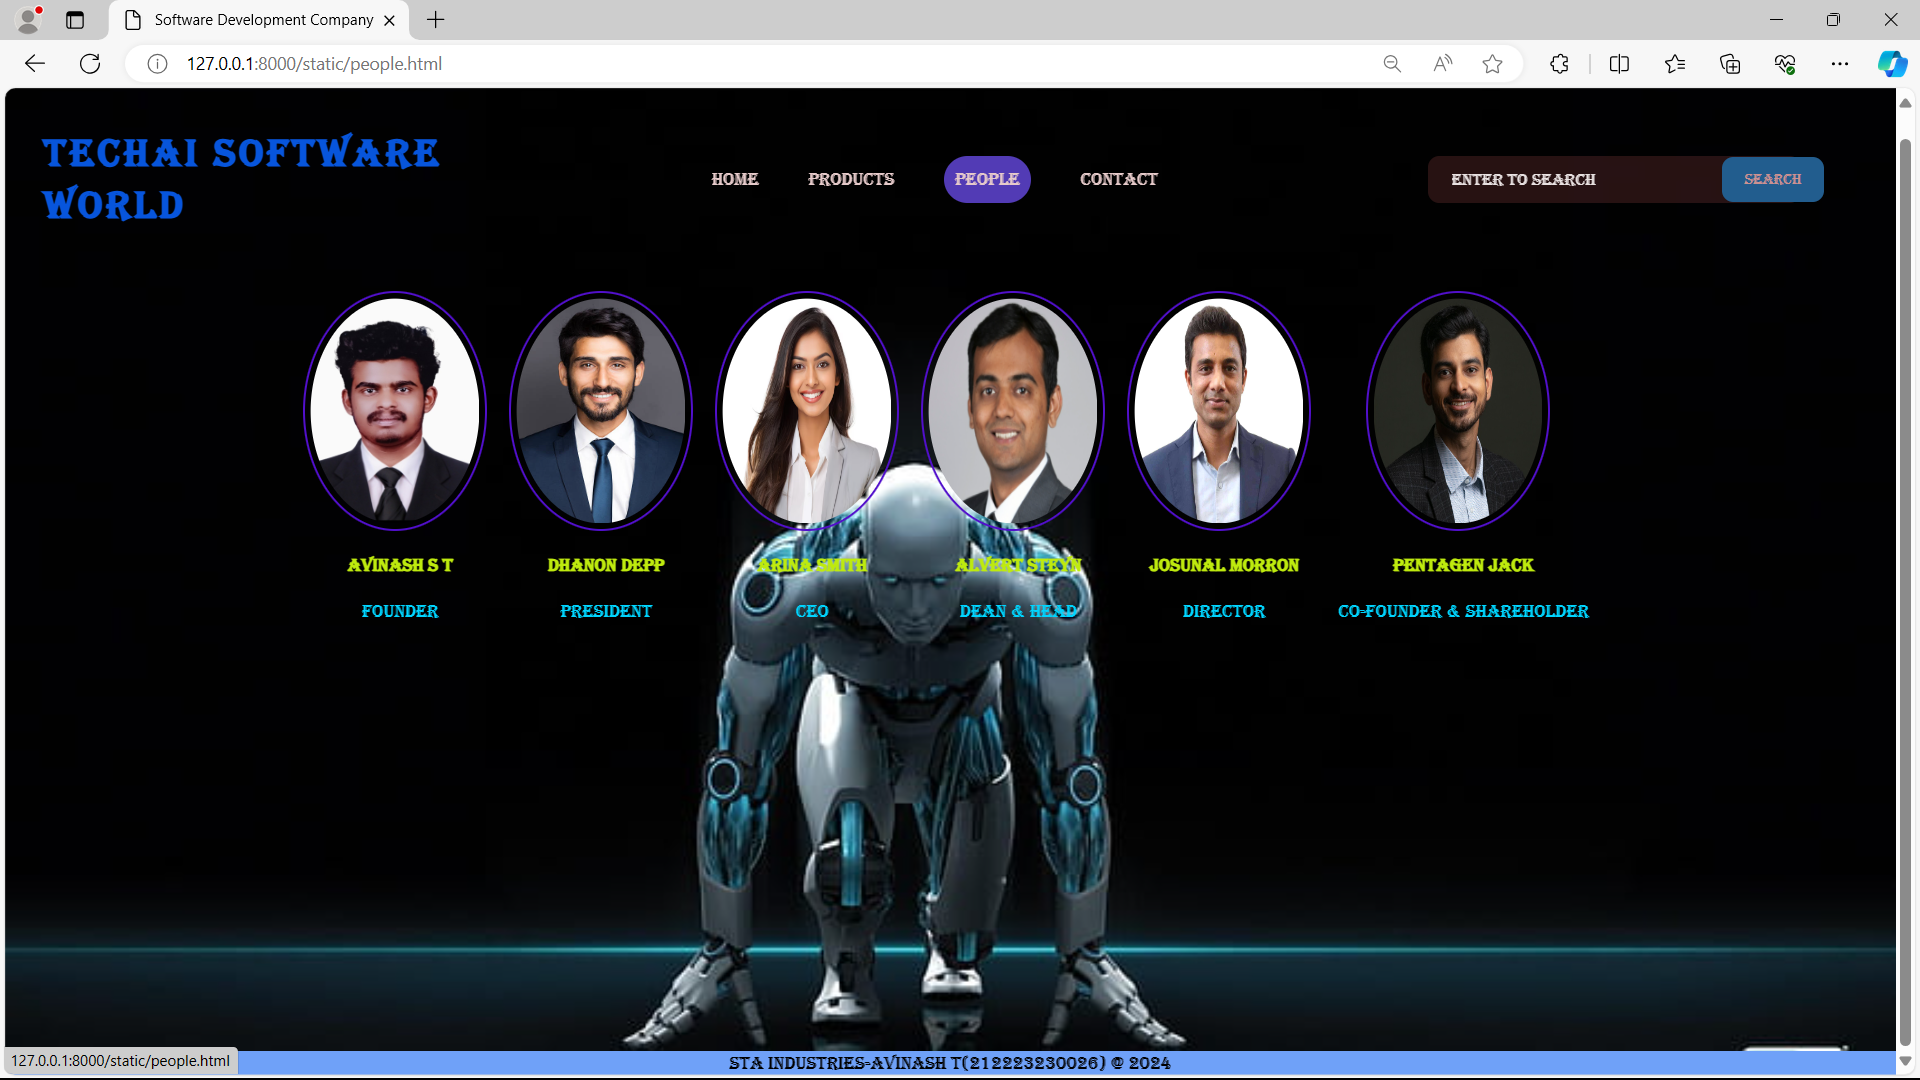 Software Development Company
127.0.0.1:8000/static/people.html
TECHAI SOFTWARE
WORLD
HOME
PRODUCTS
PEOPLE
CONTACT
ENTER TO SEARCH
SEARCH
AVINASH S T
DHANON DEPP
ARINA SMITH
ALVERT STEYN
JOSUNAL MORRON
PENTAGEN JACK
FOUNDER
PRESIDENT
CEO
DEAN & HEAD
DIRECTOR
CO-FOUNDER & SHAREHOLDER
127.0.0.1:8000/static/people.html
STA INDUSTRIES-AVINASH T(212223230026) @ 2024